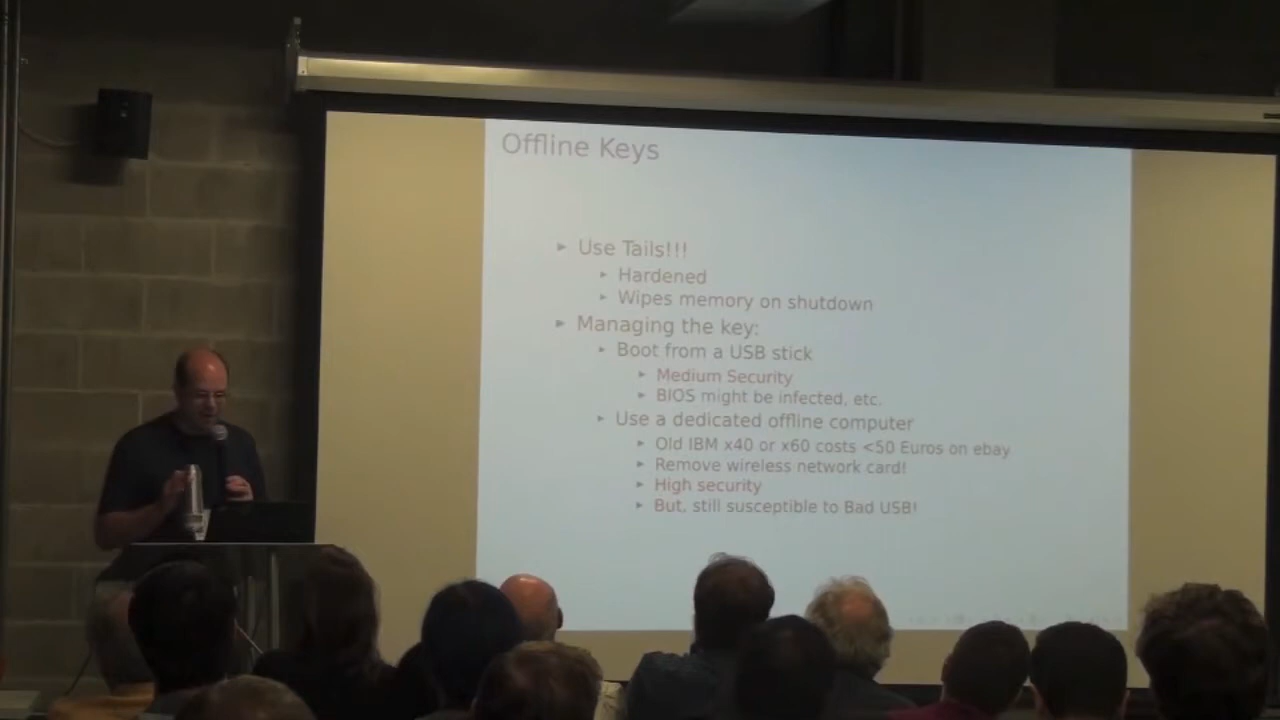 Offline Keys
Use Tails!!!
Hardened
Wipes memory on shutdown
Managing the key:
Boot from a USB stick
Medium Security
BIOS might be infected, etc.
Use a dedicated offline computer
Old IBM x40 or x60 costs <50 Euros on ebay
Remove wireless network card!
High security
But, still susceptible to Bad USB!